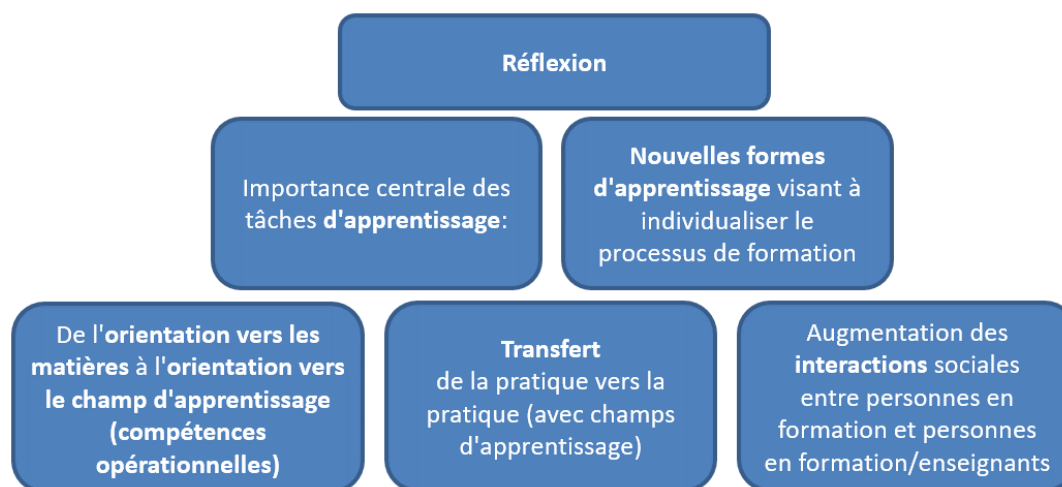 Réflexion
Importance centrale des
tâches d'apprentissage:
Nouvelles formes
d'apprentissage visant à
individualiser le
processus de formation
De l'orientation vers les
matières à l'orientation vers
le champ d'apprentissage
(compétences
opérationnelles)
Transfert
de la pratique vers la
pratique (avec champs
d'apprentissage)
Augmentation des
interactions sociales
entre personnes en
formation et personnes
en formation/enseignants